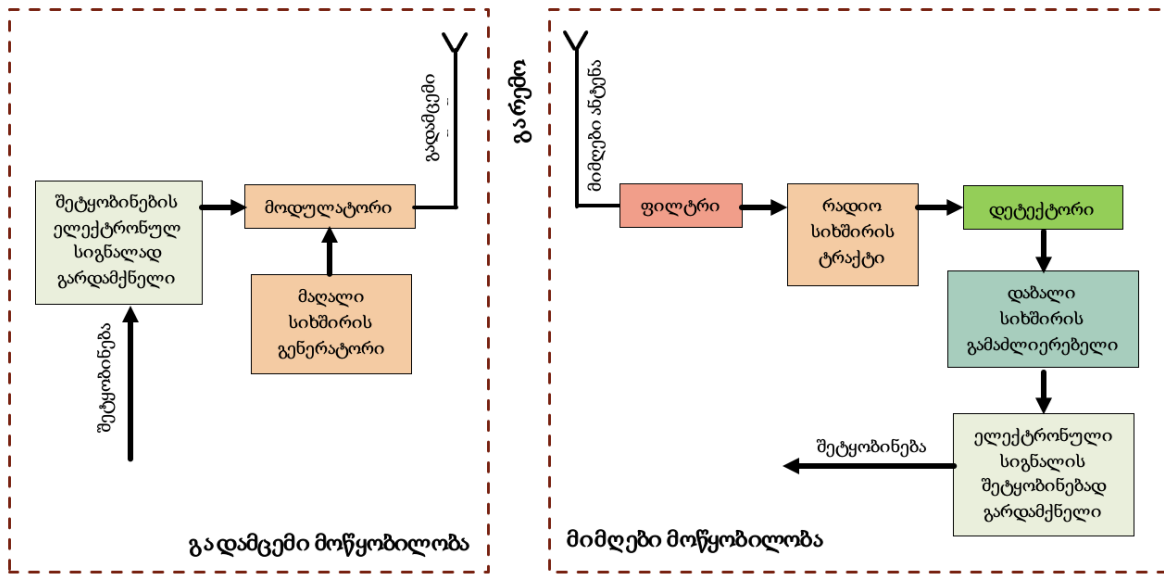 შეტყობინების
ელექტრონულ
სიგნალად
გარდამქნელი
შეტყობინება
მოდულატორი
მაღალი
სიხშირის
გენერატორი
გადამცემი
გადამცემი მოწყობილობა
გარემო
მიმღები ანტენა
ფილტრი
რადიო
სიხშირის
ტრაქტი
დეტექტორი
დაბალი
სიხშირის
გამაძლიერებელი
ელექტრონული
სიგნალის
შეტყობინებად
გარდამქნელი
შეტყობინება
მიმღები მოწყობილობა